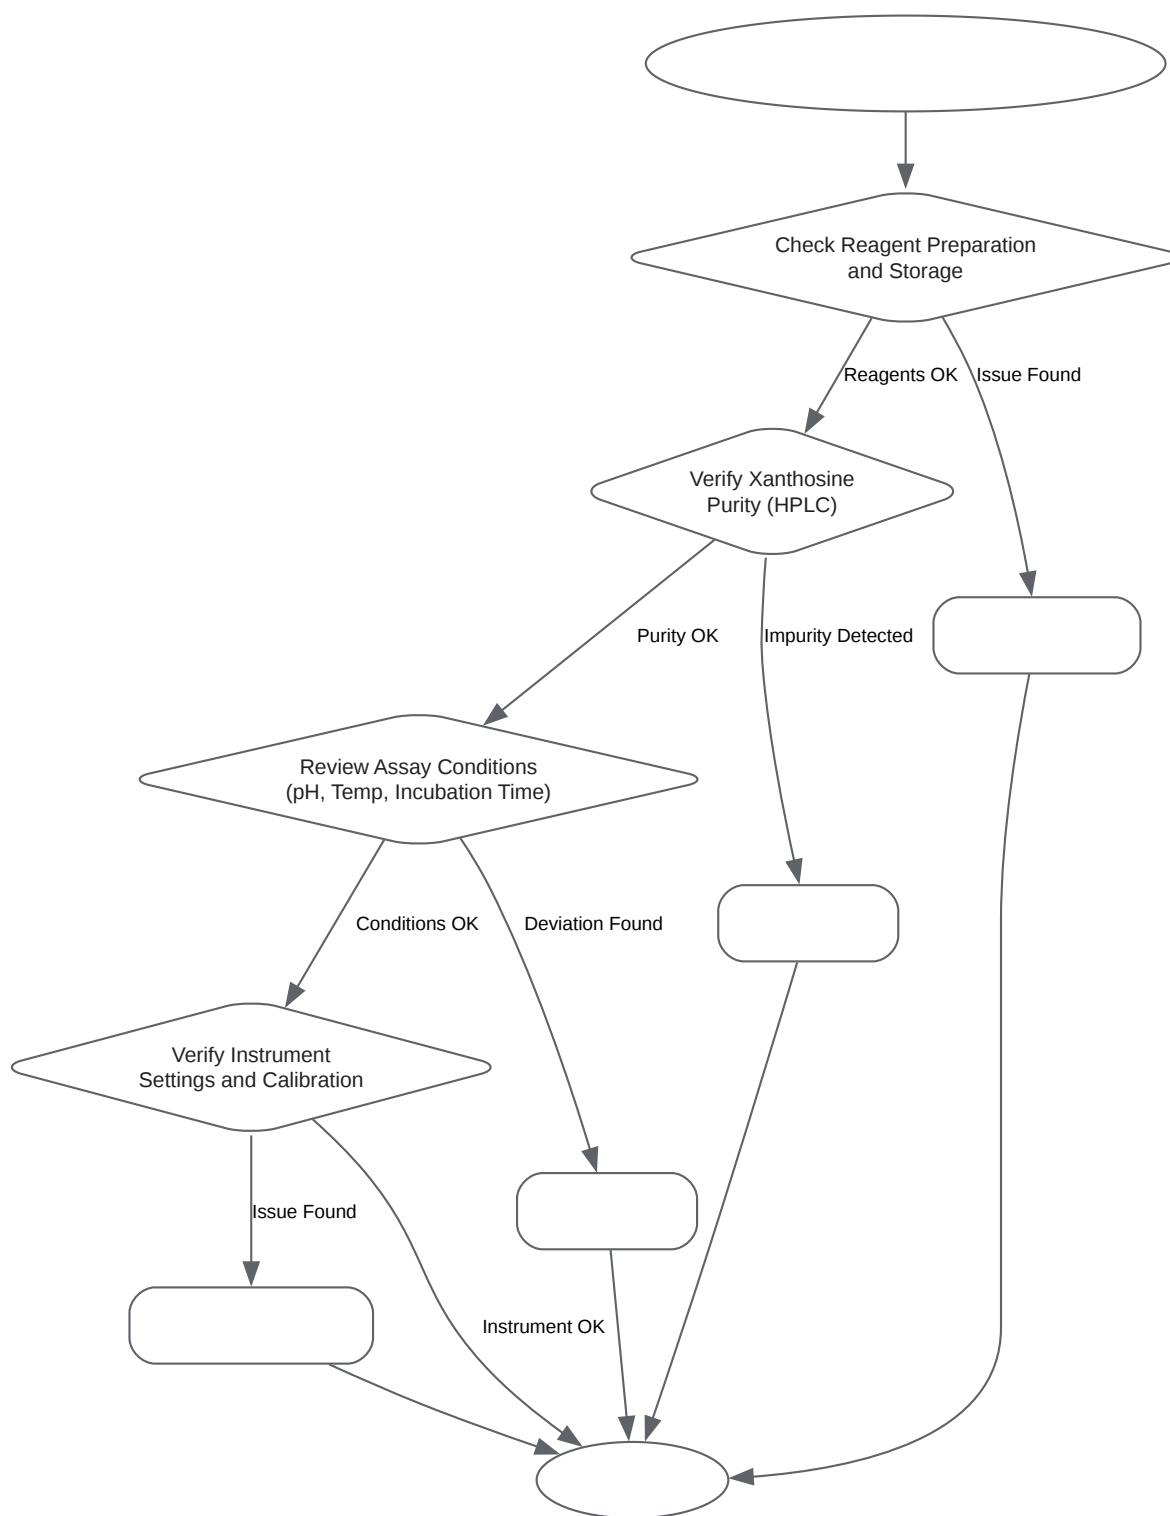 Check Reagent Preparation
and Storage
Reagents OK
Issue Found
Verify Xanthosine
Purity (HPLC)
Purity OK
Impurity Detected
Review Assay Conditions
(pH, Temp, Incubation Time)
Conditions OK
Deviation Found
Verify Instrument
Settings and Calibration
Issue Found
Instrument OK